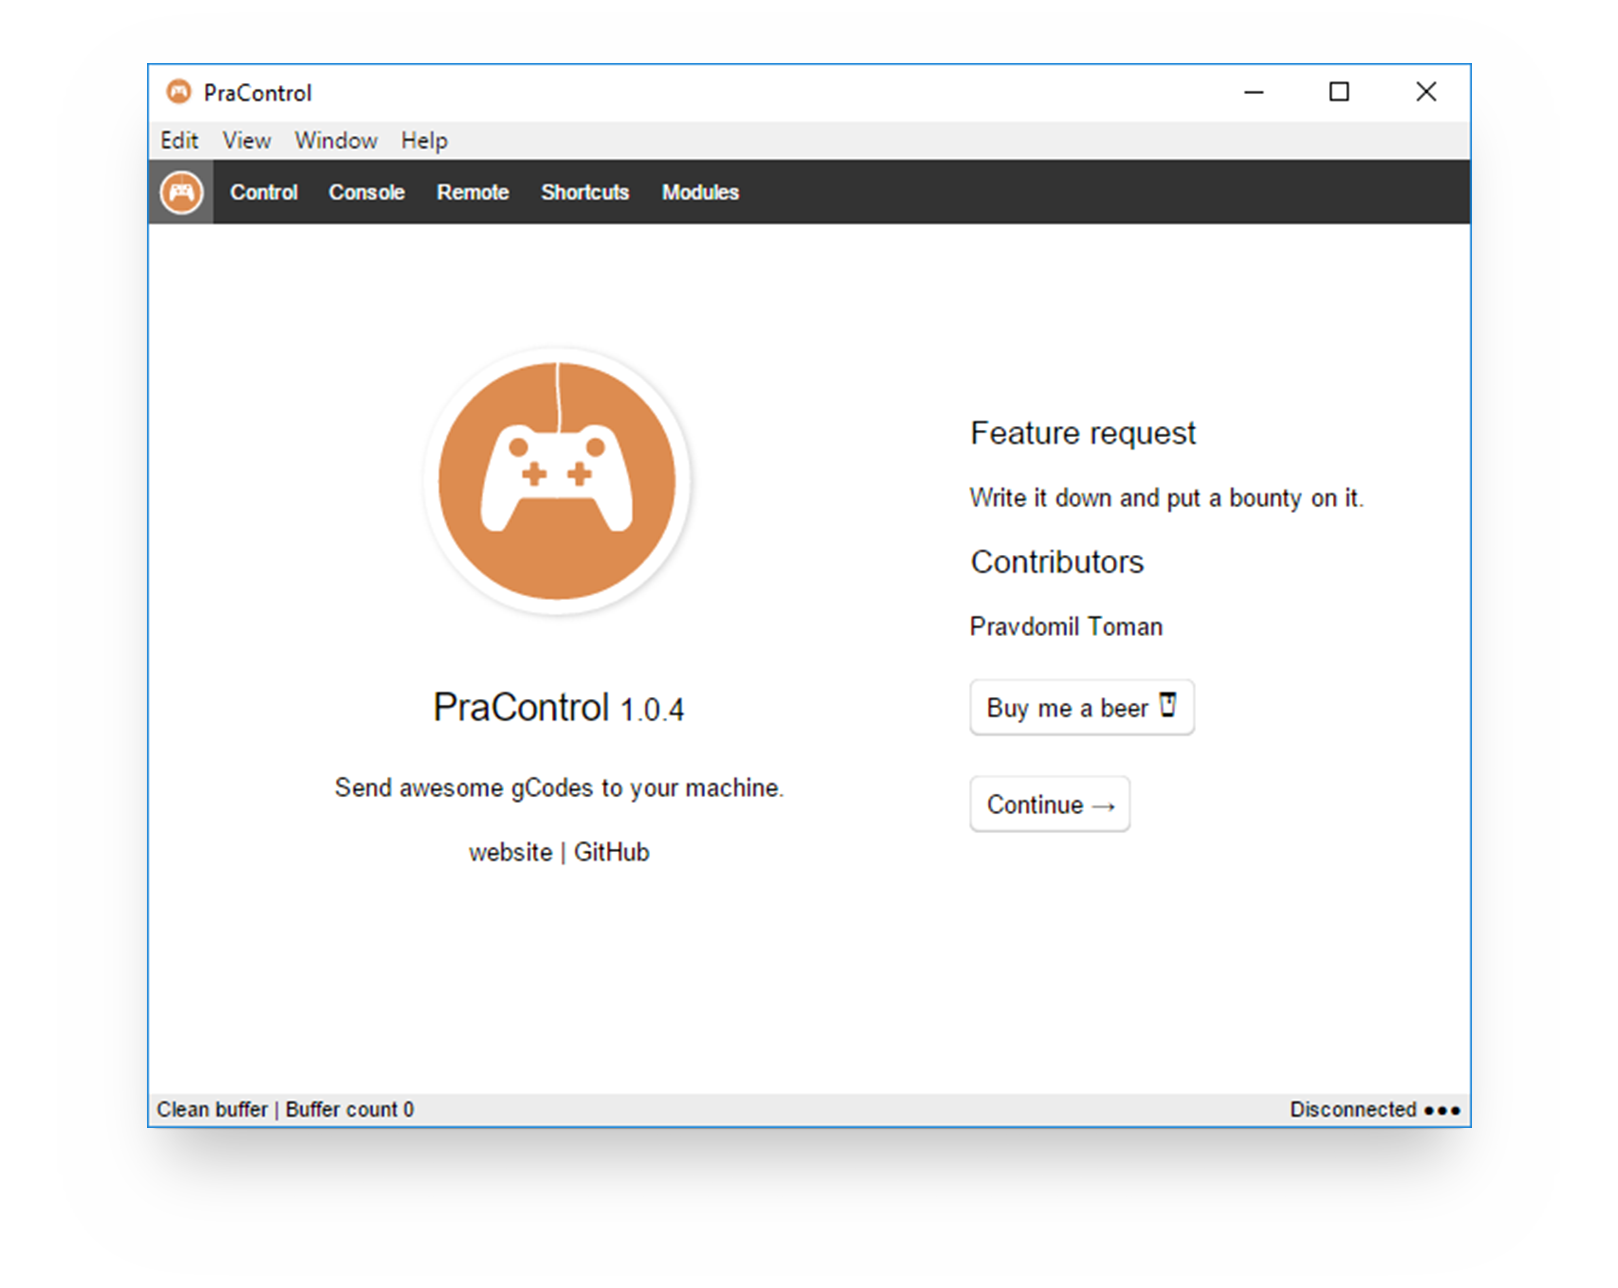 PraControl
Edit View Window Help
Control Console Remote Shortcuts Modules
PraControl 1.0.4
Send awesome gCodes to your machine.
website | GitHub
Feature request
Write it down and put a bounty on it.
Contributors
Pravdomil Toman
Buy me a beer
Continue →
Clean buffer | Buffer count 0
Disconnected ●●●